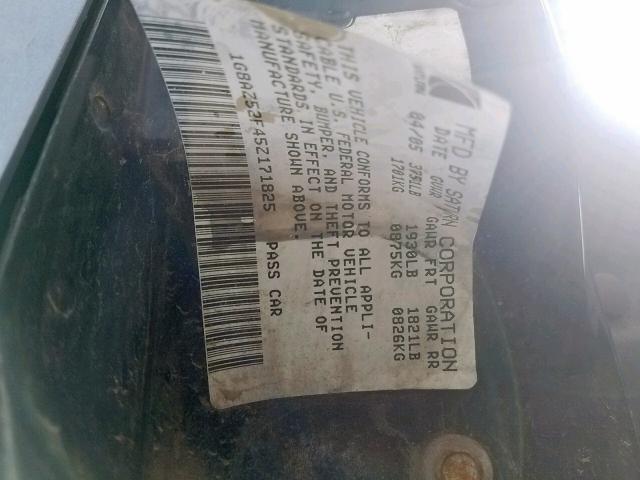 MFD BY SATURN CORPORATION
DATE GVWR GAWR FRT GAWR RR
04/05 1930LB 1821LB
1701KG 0875KG 0826KG
THIS VEHICLE CONFORMS TO ALL APPLI-
CABLE U.S. FEDERAL MOTOR VEHICLE
SAFETY, BUMPER, AND THEFT PREVENTION
STANDARDS IN EFFECT ON THE DATE OF
MANUFACTURE SHOWN ABOVE.
1G8AZ52F45Z171825 PASS CAR